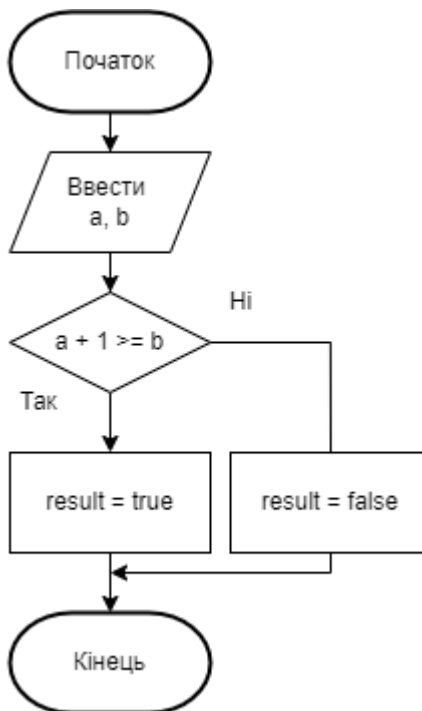 Початок
Ввести
a, b
Ні
a + 1 >= b
Так
result = true
result = false
Кінець